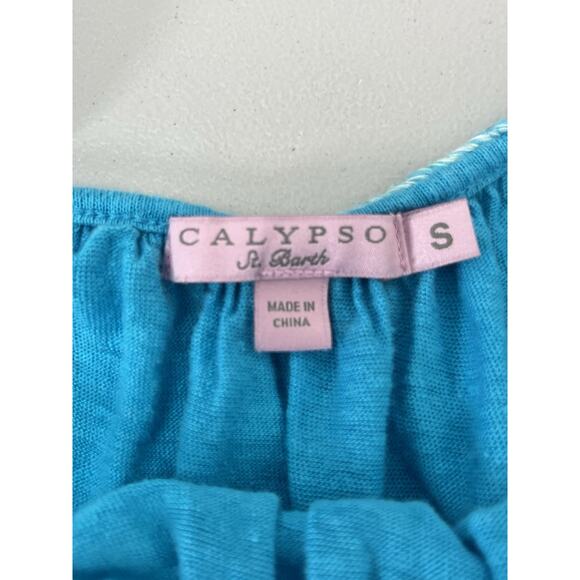 CALYPSO
St. Barth
S
MADE IN
CHINA